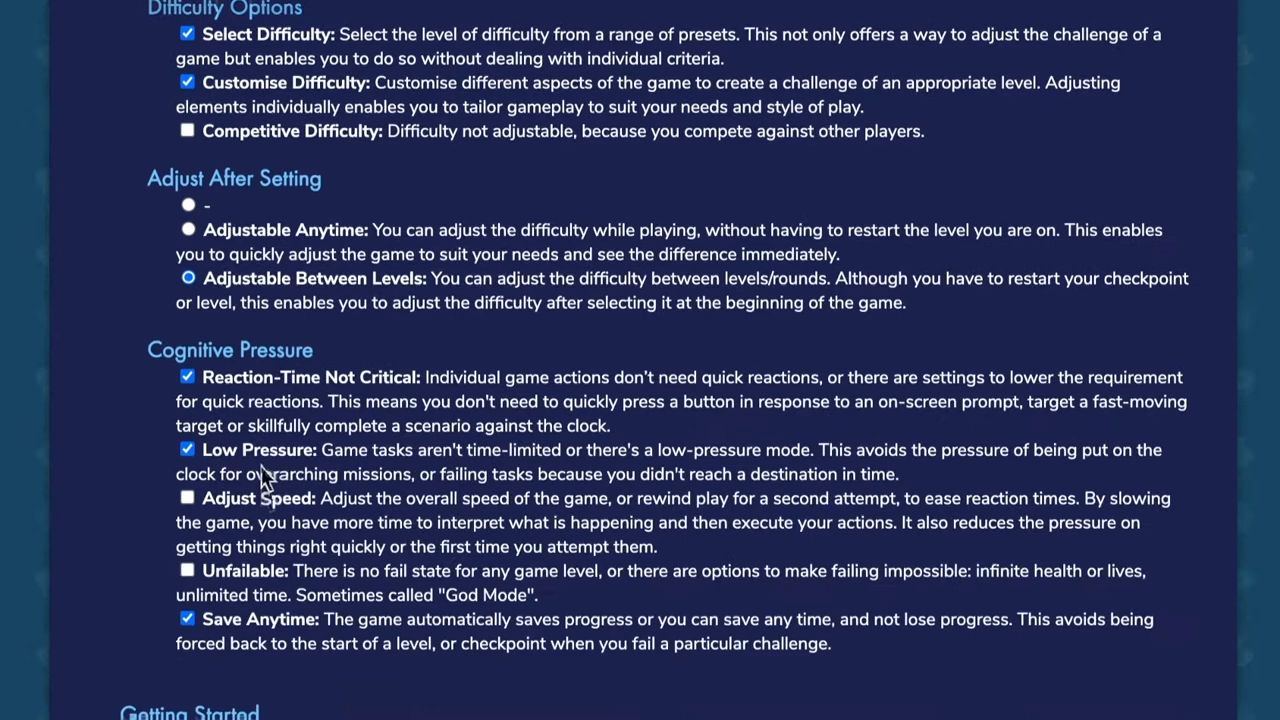 Difficulty Options
Select Difficulty: Select the level of difficulty from a range of presets. This not only offers a way to adjust the challenge of a
game but enables you to do so without dealing with individual criteria.
Customise Difficulty: Customise different aspects of the game to create a challenge of an appropriate level. Adjusting
elements individually enables you to tailor gameplay to suit your needs and style of play.
Competitive Difficulty: Difficulty not adjustable, because you compete against other players.
Adjust After Setting
-
Adjustable Anytime: You can adjust the difficulty while playing, without having to restart the level you are on. This enables
you to quickly adjust the game to suit your needs and see the difference immediately.
Adjustable Between Levels: You can adjust the difficulty between levels/rounds. Although you have to restart your checkpoint
or level, this enables you to adjust the difficulty after selecting it at the beginning of the game.
Cognitive Pressure
Reaction-Time Not Critical: Individual game actions don't need quick reactions, or there are settings to lower the requirement
for quick reactions. This means you don't need to quickly press a button in response to an on-screen prompt, target a fast-moving
target or skillfully complete a scenario against the clock.
Low Pressure: Game tasks aren't time-limited or there's a low-pressure mode. This avoids the pressure of being put on the
clock for overarching missions, or failing tasks because you didn't reach a destination in time.
Adjust Speed: Adjust the overall speed of the game, or rewind play for a second attempt, to ease reaction times. By slowing
the game, you have more time to interpret what is happening and then execute your actions. It also reduces the pressure on
getting things right quickly or the first time you attempt them.
Unfailable: There is no fail state for any game level, or there are options to make failing impossible: infinite health or lives,
unlimited time. Sometimes called "God Mode".
Save Anytime: The game automatically saves progress or you can save any time, and not lose progress. This avoids being
forced back to the start of a level, or checkpoint when you fail a particular challenge.
Getting Started